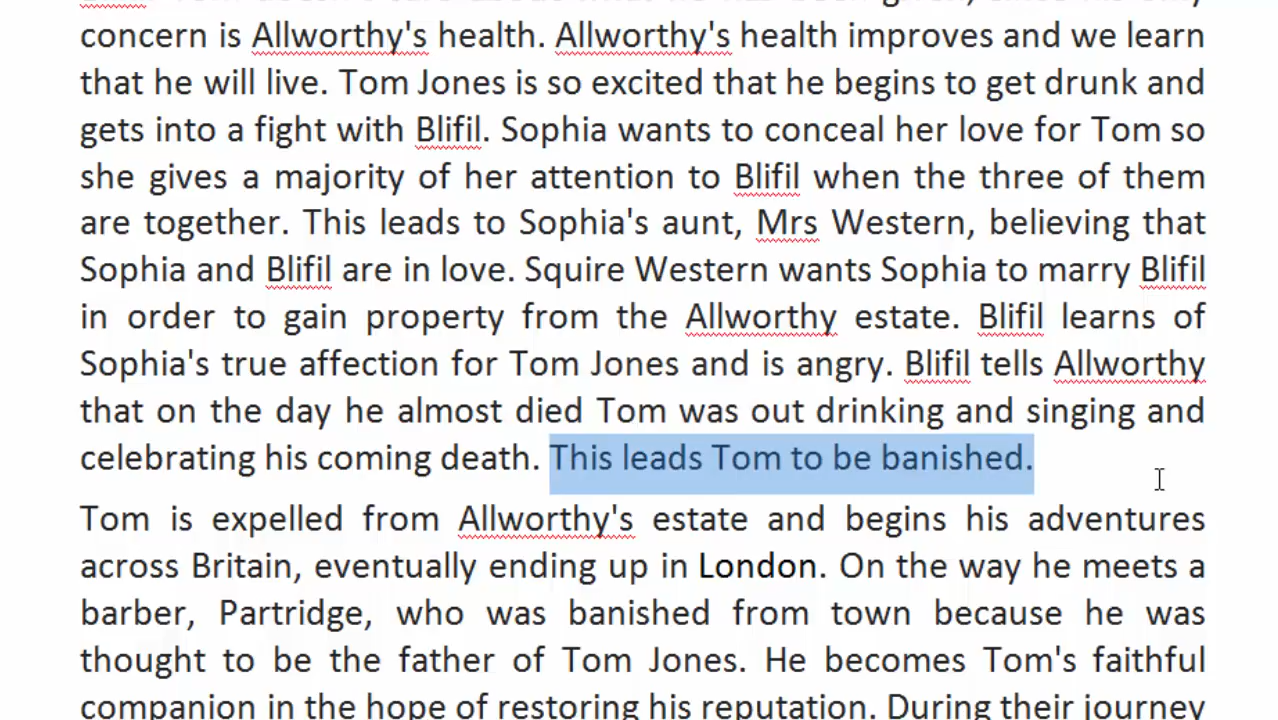 concern is Allworthy's health. Allworthy's health improves and we learn
that he will live. Tom Jones is so excited that he begins to get drunk and
gets into a fight with Blifil. Sophia wants to conceal her love for Tom so
she gives a majority of her attention to Blifil when the three of them
are together. This leads to Sophia's aunt, Mrs Western, believing that
Sophia and Blifil are in love. Squire Western wants Sophia to marry Blifil
in order to gain property from the Allworthy estate. Blifil learns of
Sophia's true affection for Tom Jones and is angry. Blifil tells Allworthy
that on the day he almost died Tom was out drinking and singing and
celebrating his coming death. This leads Tom to be banished.
Tom is expelled from Allworthy's estate and begins his adventures
across Britain, eventually ending up in London. On the way he meets a
barber, Partridge, who was banished from town because he was
thought to be the father of Tom Jones. He becomes Tom's faithful
companion in the hope of restoring his reputation. During their journey